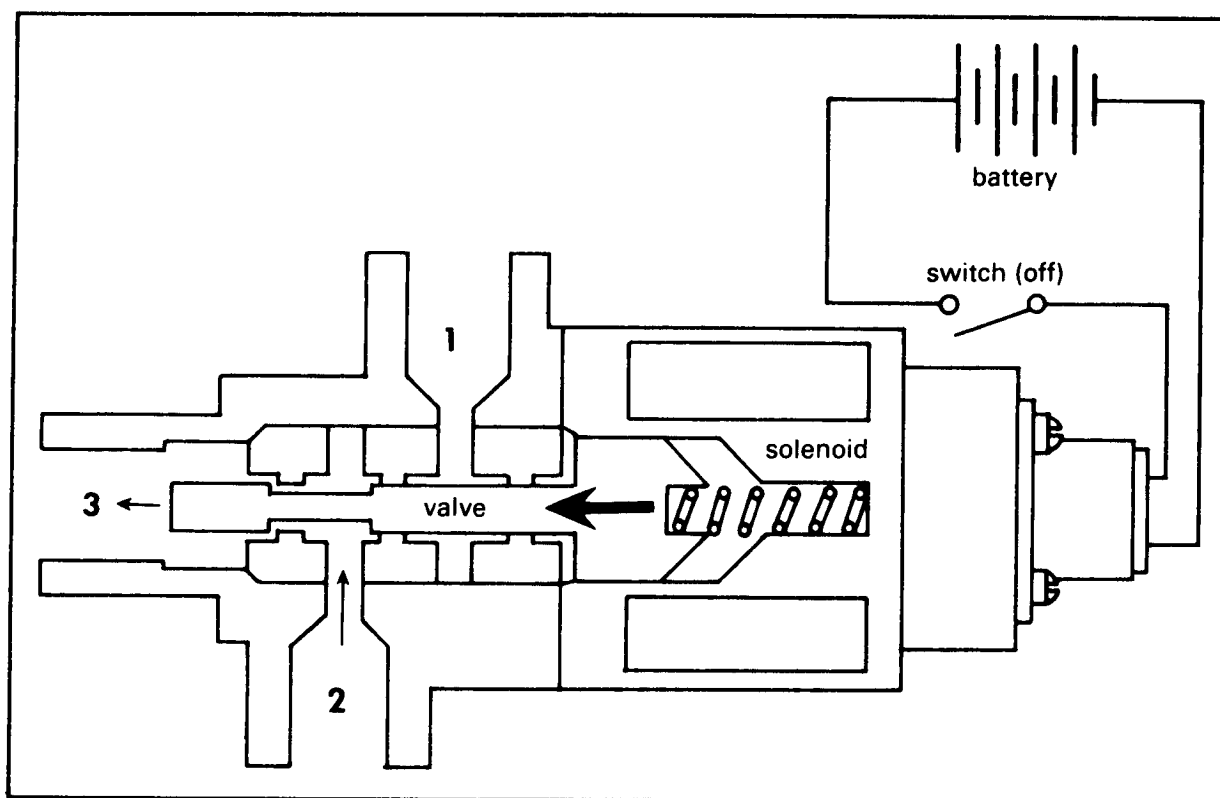 battery
switch (off)
1
solenoid
3
valve
2